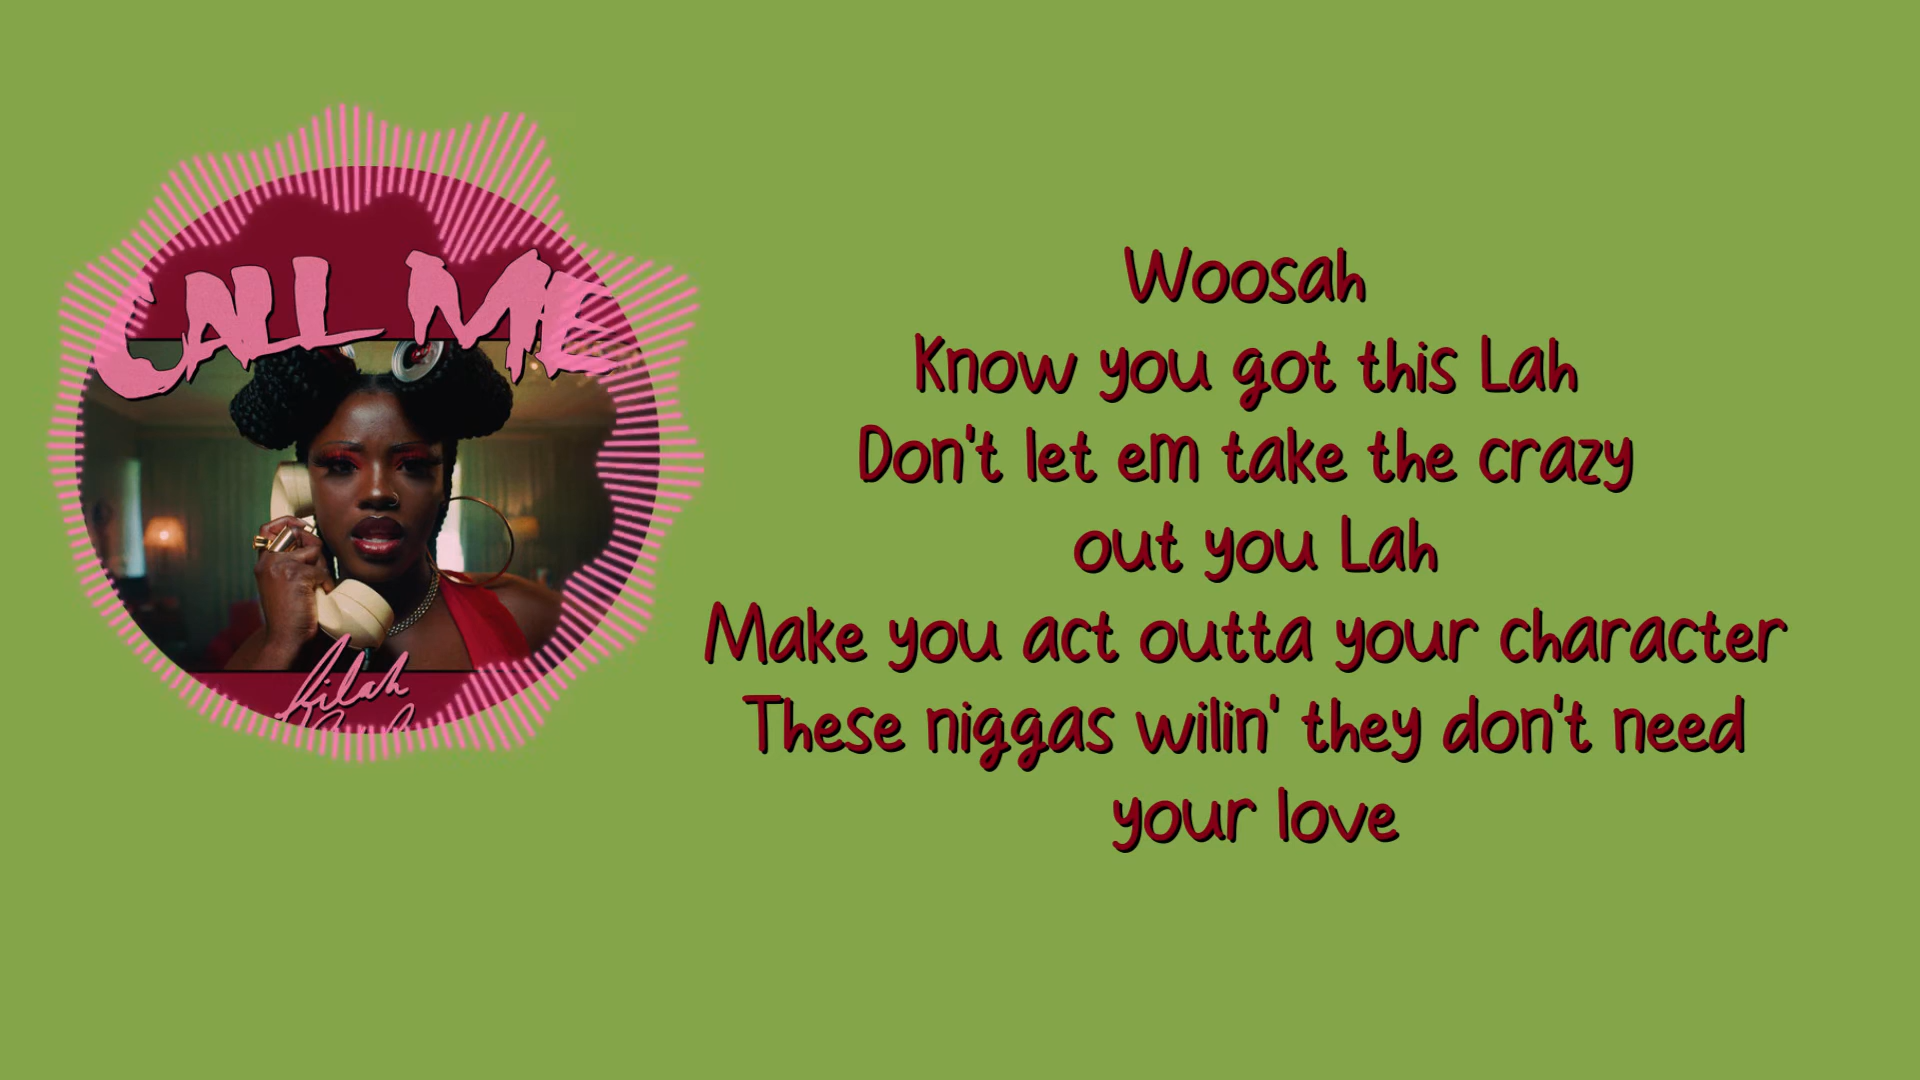 CALL ME
Kilah
Woosah
Know you got this Lah
Don't let em take the crazy
out you Lah
Make you act outta your character
These niggas wilin' they don't need
your love